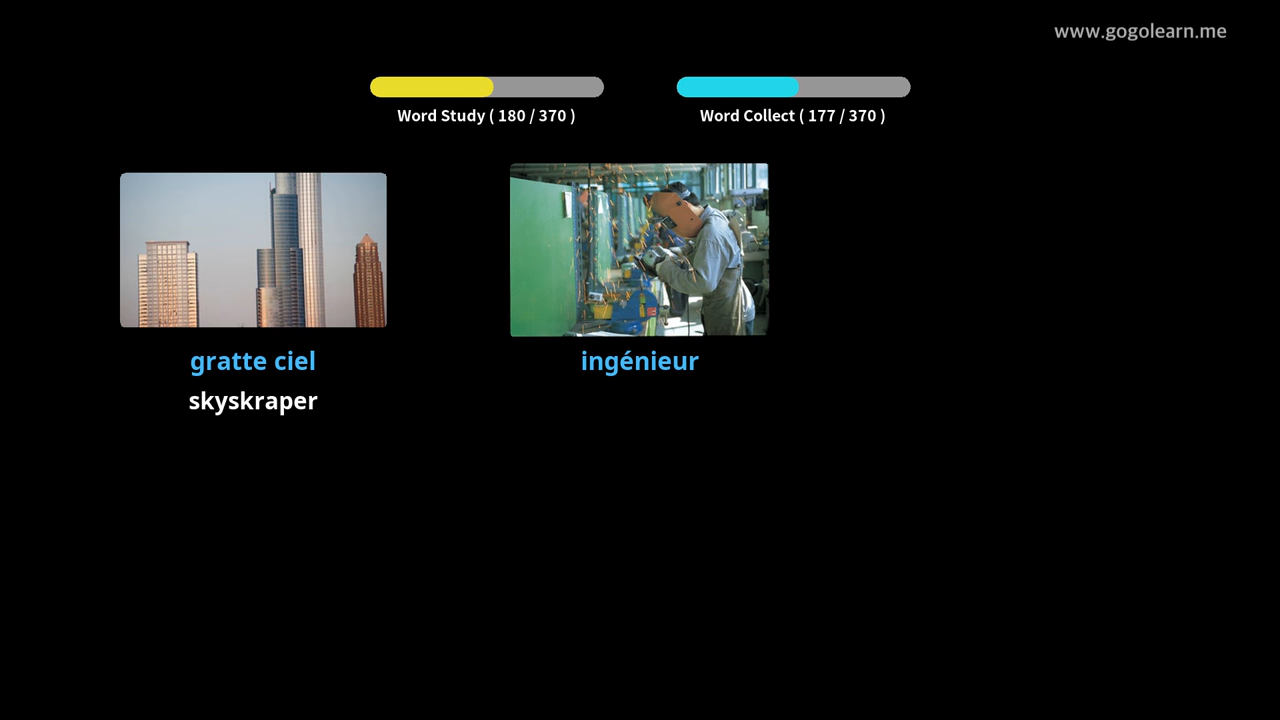 www.gogolearn.me
Word Study ( 180 / 370 )
Word Collect ( 177 / 370 )
gratte ciel
skyskraper
ingénieur